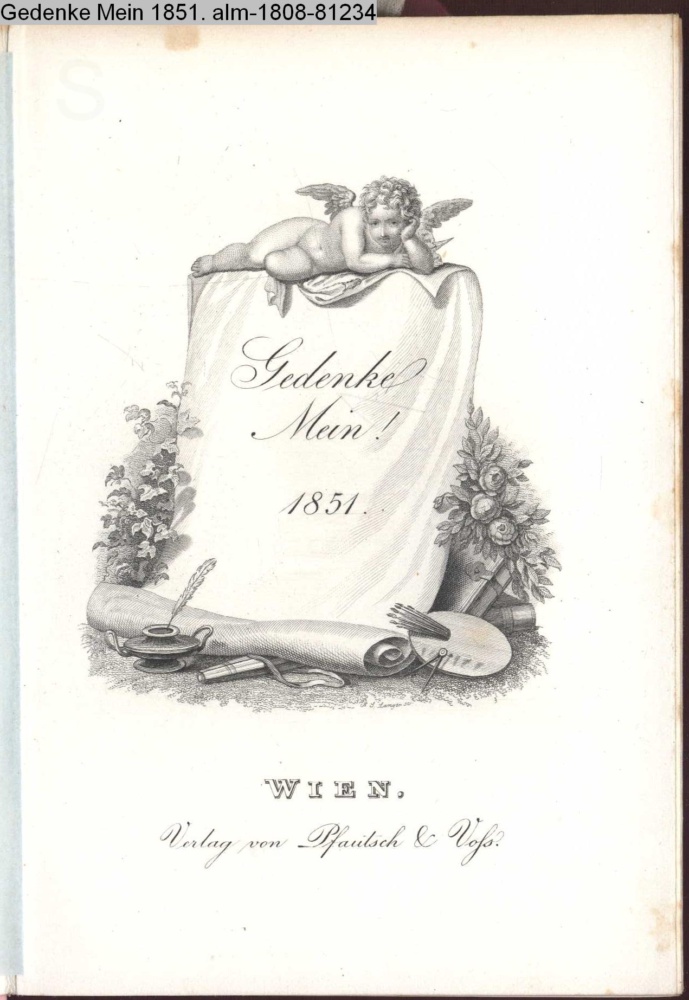 Gedenke Mein 1851. alm-1808-81234
S
Gedenke
Mein!
1851.
WIEN.
Verlag von Pfautsch & Voſs.